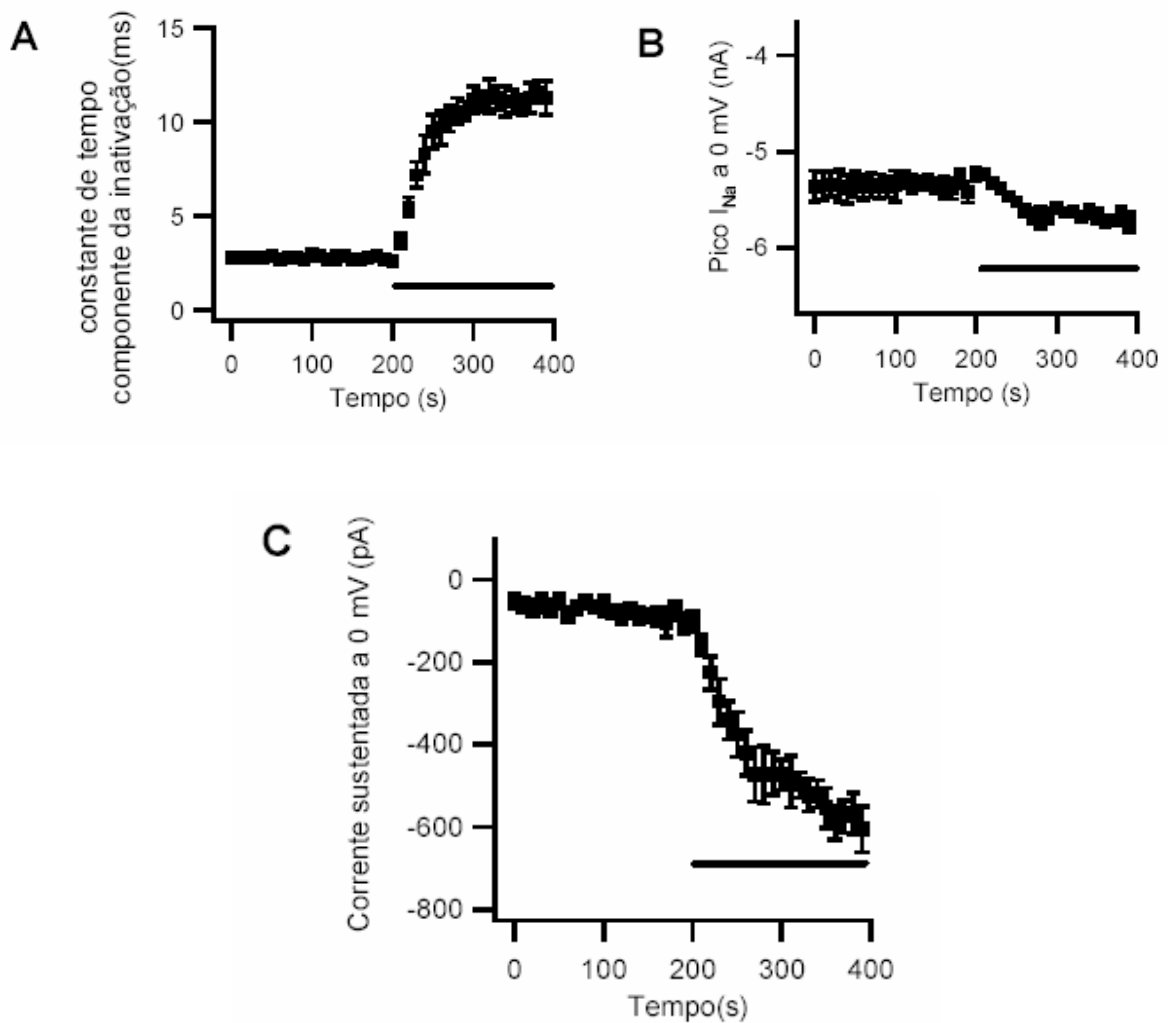 A
constante de tempo
componente da inativação(ms)
15
10
5
0
0 100 200 300 400
Tempo (s)
B
Pico I Na a 0 mV (nA)
-4
-5
-6
0 100 200 300 400
Tempo (s)
C
Corrente sustentada a 0 mV (pA)
0
-200
-400
-600
-800
0 100 200 300 400
Tempo(s)